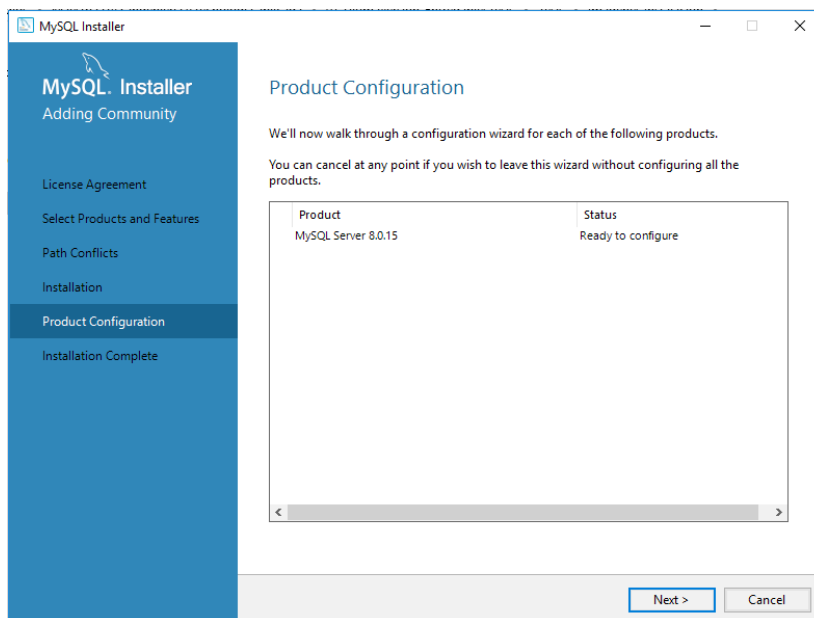 MySQL Installer
MySQL. Installer
Adding Community
License Agreement
Select Products and Features
Path Conflicts
Installation
Product Configuration
Installation Complete
Product Configuration
We'll now walk through a configuration wizard for each of the following products.
You can cancel at any point if you wish to leave this wizard without configuring all the
products.
Product Status
MySQL Server 8.0.15 Ready to configure
Next >
Cancel